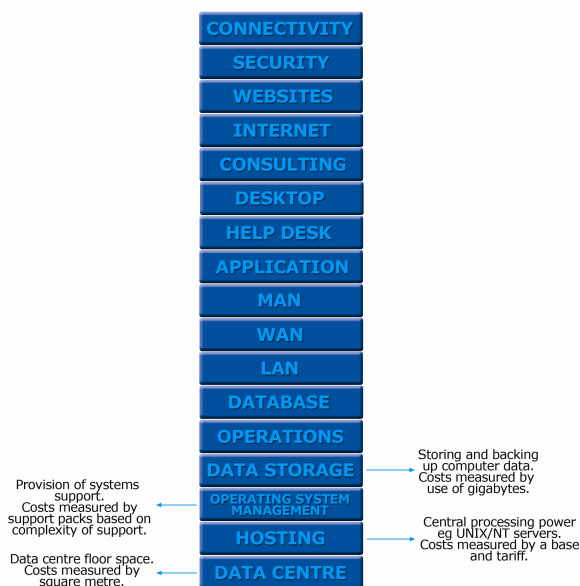 CONNECTIVITY
SECURITY
WEBSITES
INTERNET
CONSULTING
DESKTOP
HELP DESK
APPLICATION
MAN
WAN
LAN
DATABASE
OPERATIONS
DATA STORAGE
Storing and backing
up computer data.
Costs measured by
use of gigabytes.
Provision of systems
support.
Costs measured by
support packs based on
complexity of support.
OPERATING SYSTEM
MANAGEMENT
HOSTING
Central processing power
eg UNIX/NT servers.
Costs measured by a base
and tariff.
Data centre floor space.
Costs measured by
square metre.
DATA CENTRE